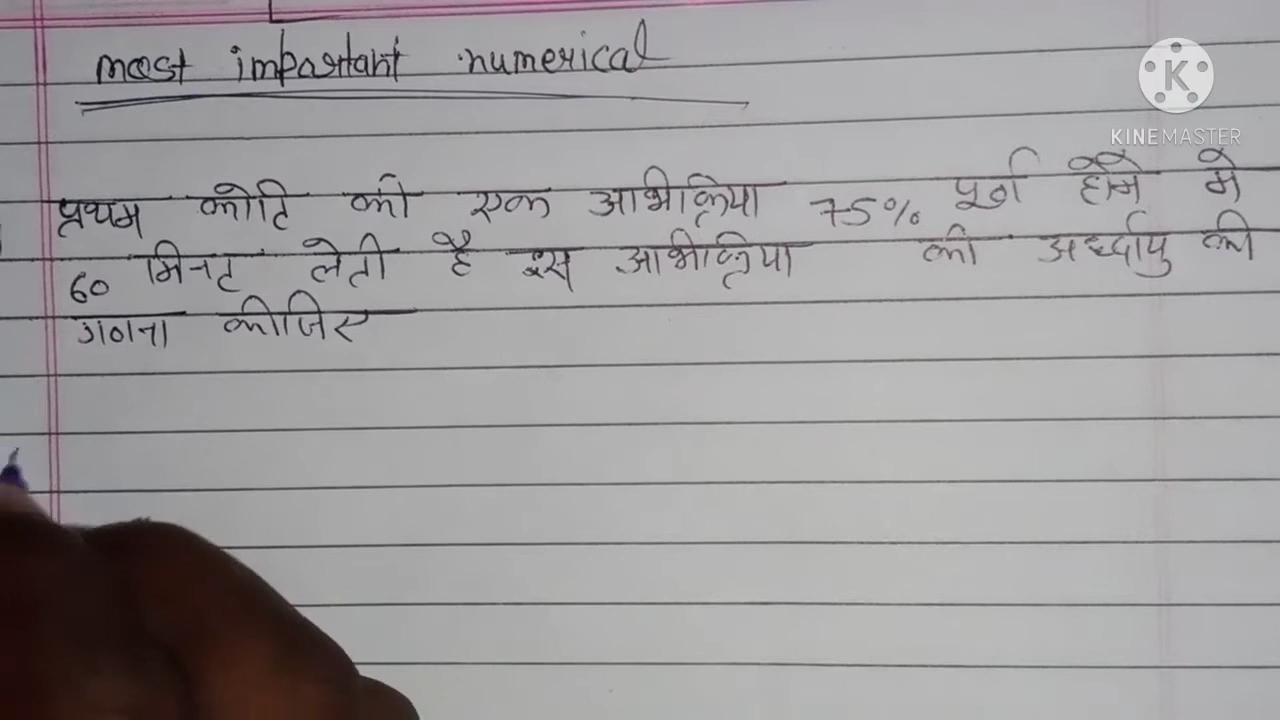 most important numerical
KINEMASTER
प्रथम कोटि की एक अभीक्रिया 75% पूर्ण होने मे
60 मिनट लेती है इस अभीक्रिया की अर्ध्दायु की
गणना कीजिए